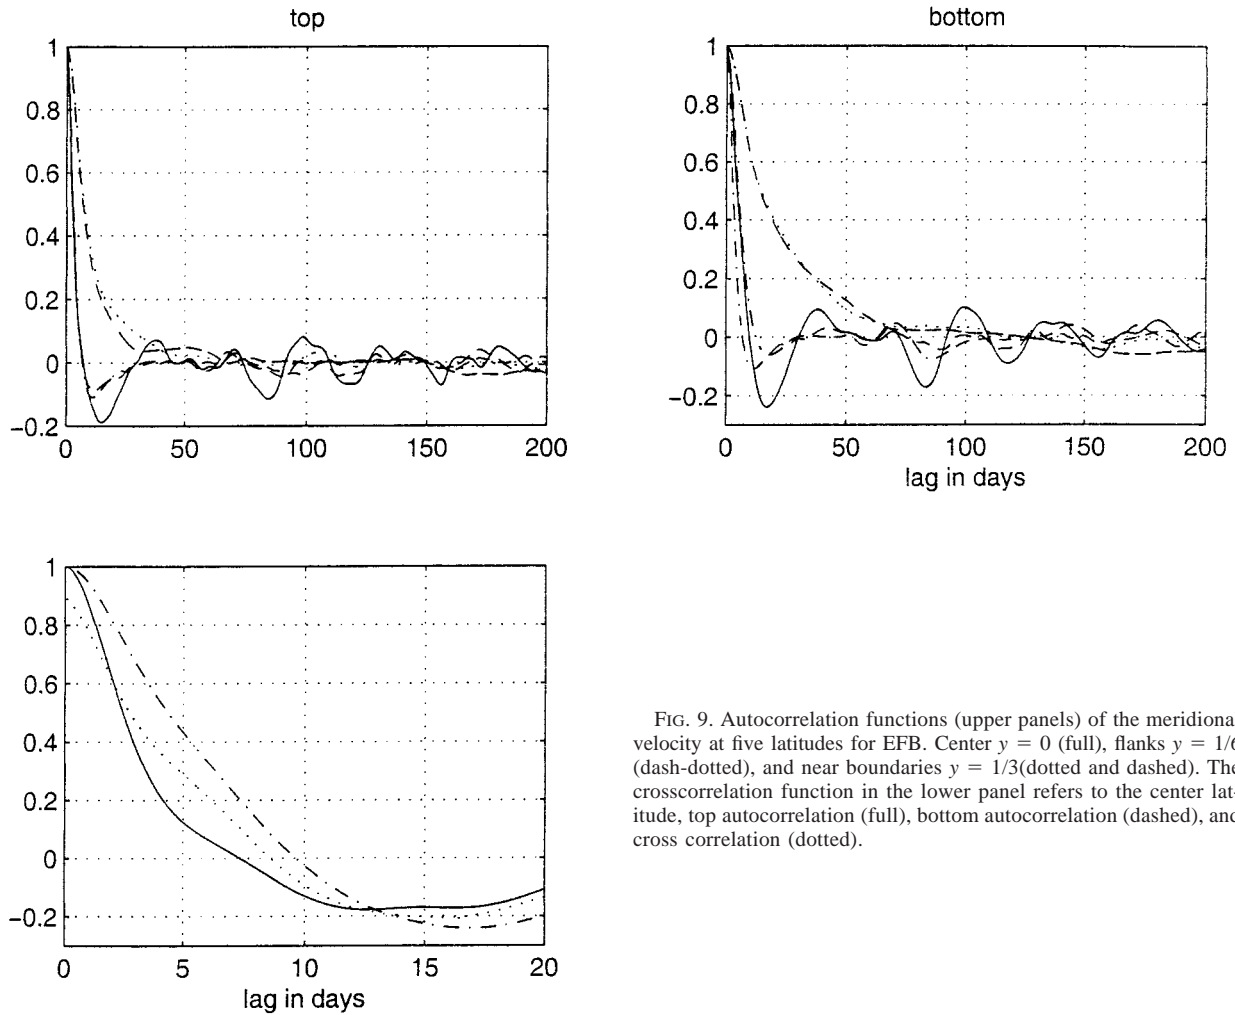 top
1
0.8
0.6
0.4
0.2
0
−0.2
0 50 100 150 200
bottom
1
0.8
0.6
0.4
0.2
0
−0.2
0 50 100 150 200
lag in days
1
0.8
0.6
0.4
0.2
0
−0.2
0 5 10 15 20
lag in days
FIG. 9. Autocorrelation functions (upper panels) of the meridiona
velocity at five latitudes for EFB. Center y = 0 (full), flanks y = 1/6
(dash-dotted), and near boundaries y = 1/3(dotted and dashed). The
crosscorrelation function in the lower panel refers to the center lat-
itude, top autocorrelation (full), bottom autocorrelation (dashed), and
cross correlation (dotted).